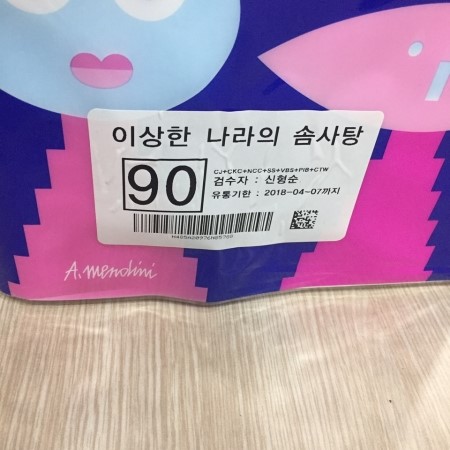 이상한 나라의 솜사탕
90
CJ+CKC+NCC+SS+VBS+PIB+CTW
검수자 : 신형순
유통기한 : 2018-04-07까지
A.mendini